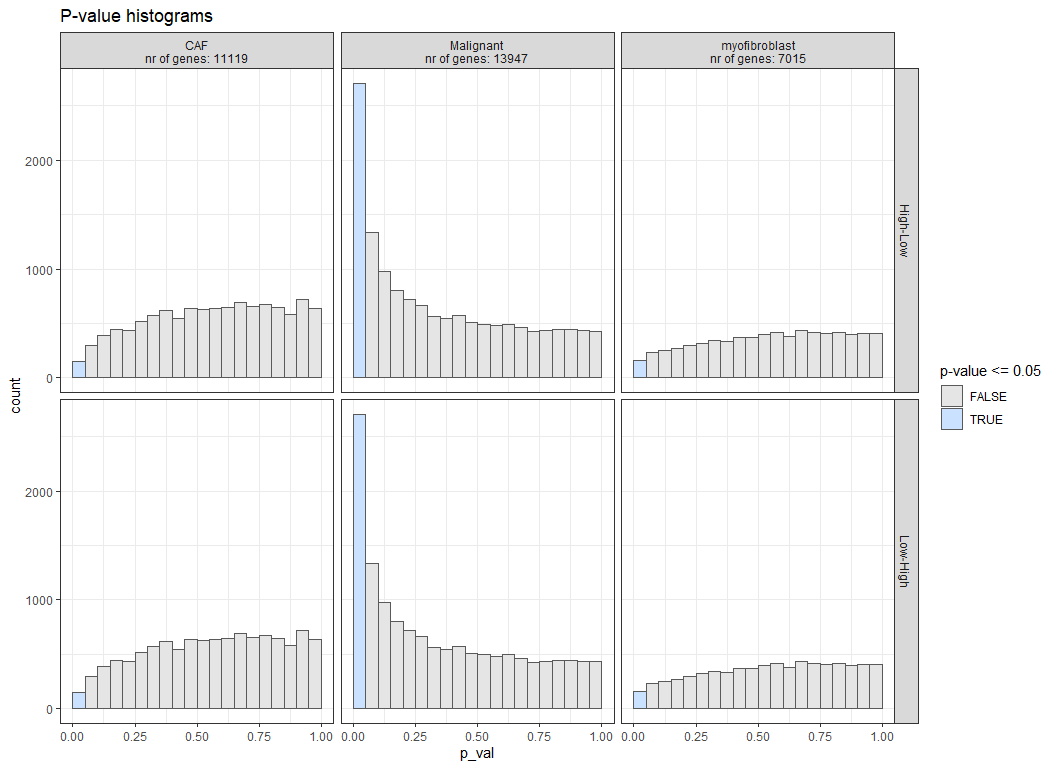 P-value histograms
CAF
nr of genes: 11119
Malignant
nr of genes: 13947
myofibroblast
nr of genes: 7015
2000
1000
0
High-Low
2000
1000
0
Low-High
count
0.00 0.25 0.50 0.75 1.00
0.00 0.25 0.50 0.75 1.00
0.00 0.25 0.50 0.75 1.00
p_val
p-value <= 0.05
FALSE
TRUE